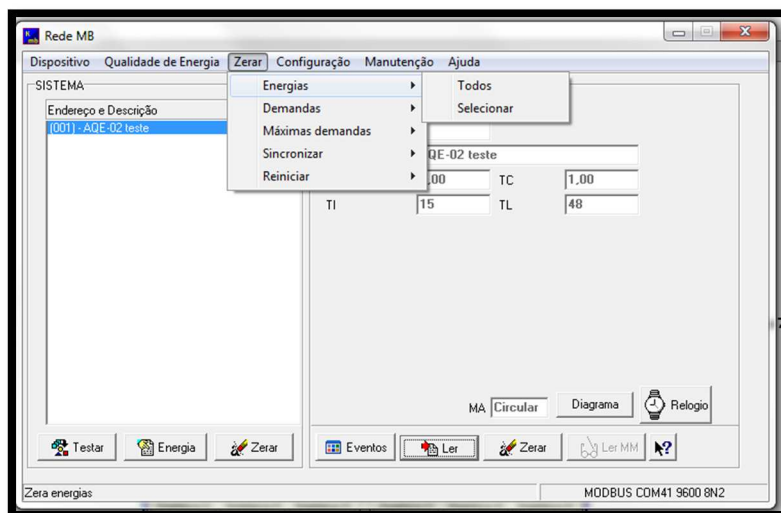 Rede MB
Dispositivo Qualidade de Energia Zerar Configuração Manutenção Ajuda
SISTEMA
Energias
Todos
Endereço e Descrição
Demandas
Selecionar
(001) - AQE-02 teste
Máximas demandas
Sincronizar
QE-02 teste
Reiniciar
,00 TC 1,00
TI 15 TL 48
MA Circular Diagrama Relogio
Testar Energia Zerar Eventos Ler Zerar Ler MM ?
Zera energias MODBUS COM41 9600 8N2